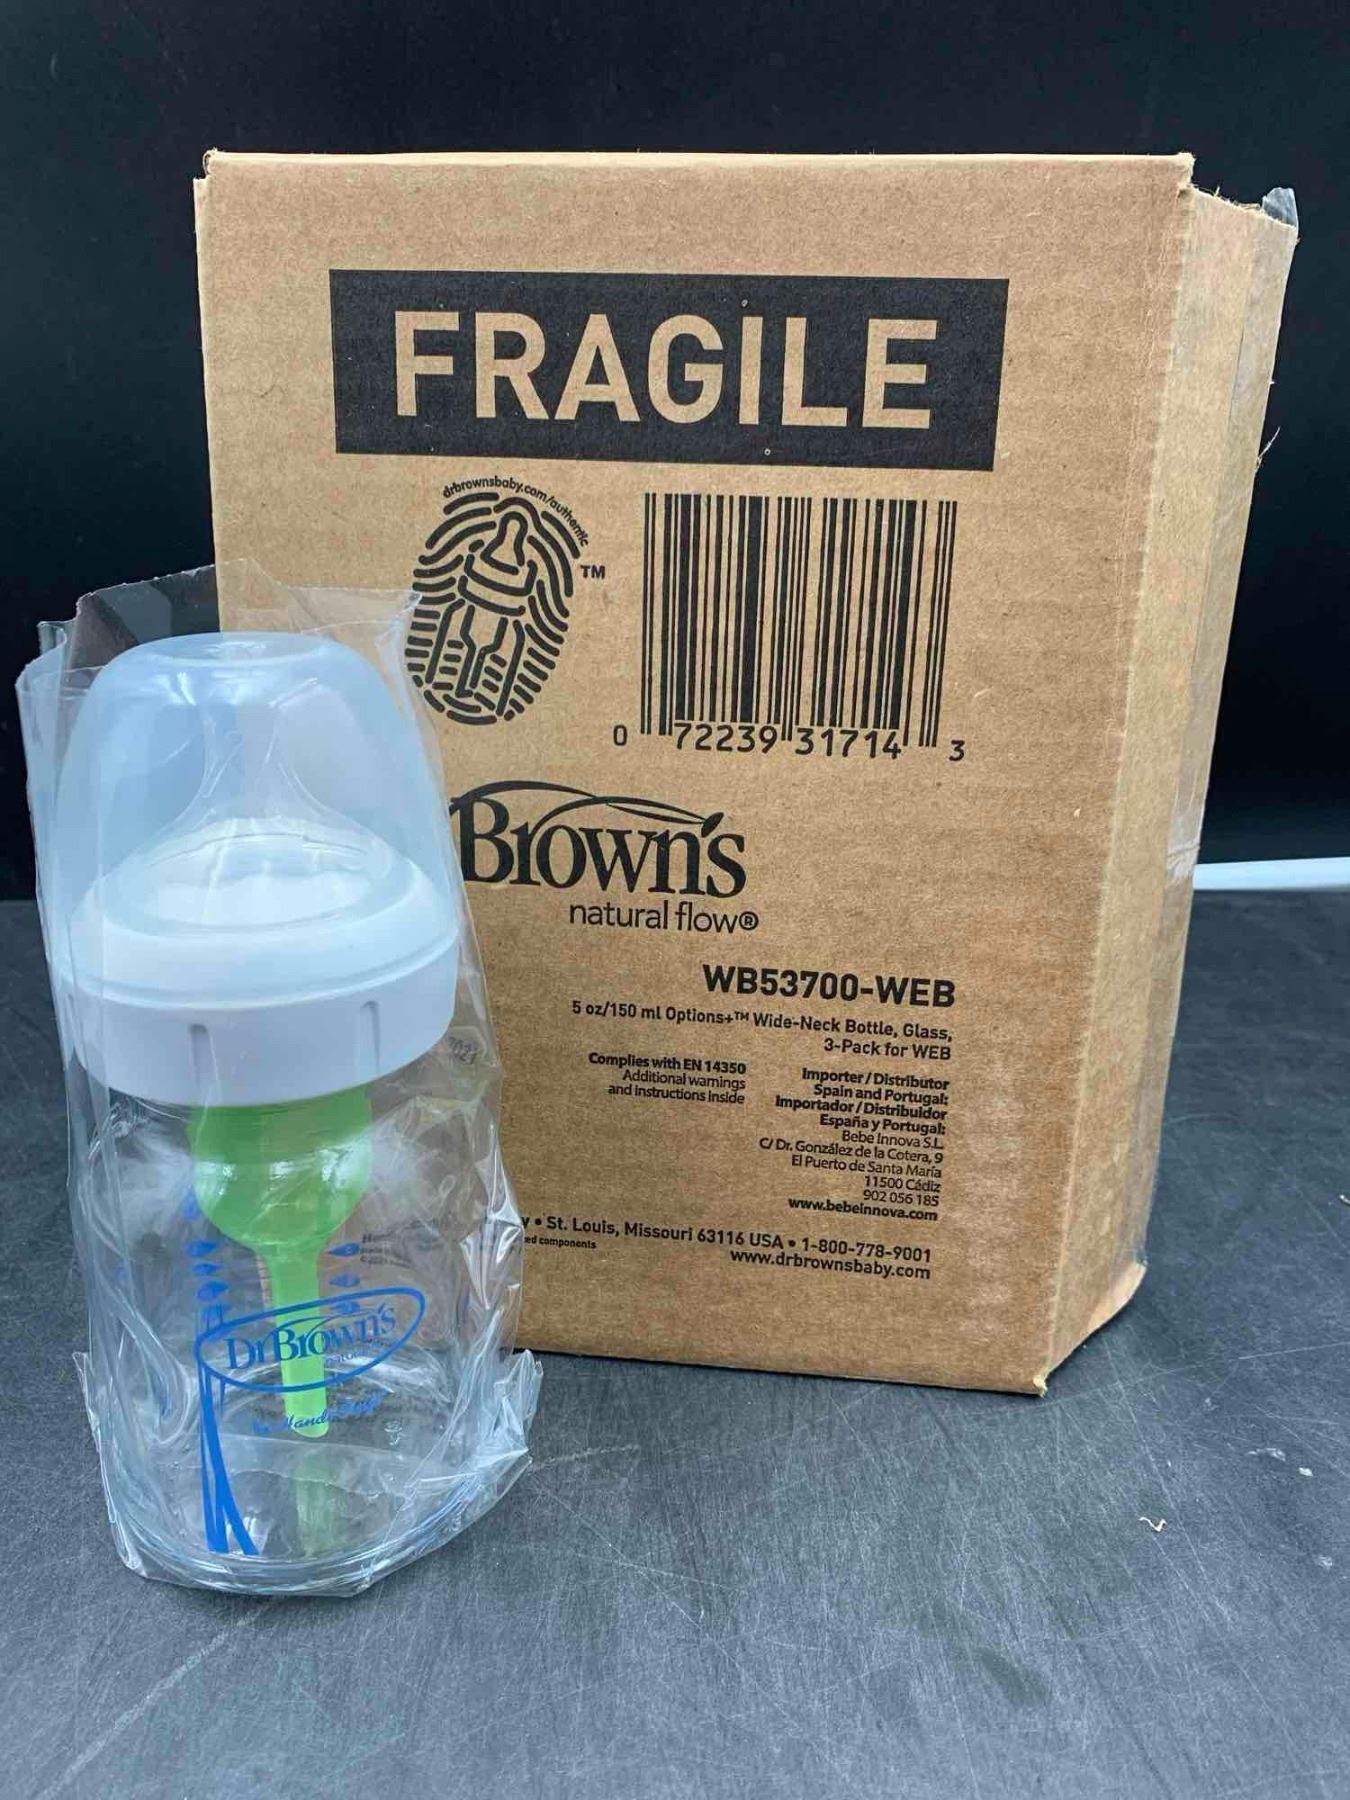 FRAGILE
drbrownsbaby.com/authentic
TM
0 72239 31714 3
Brown's
natural flow®
WB53700-WEB
5 oz/150 ml Options+™ Wide-Neck Bottle, Glass,
3-Pack for WEB
Complies with EN 14350
Additional warnings
and instructions inside
Importer / Distributor
Spain and Portugal:
Importador / Distribuidor
España y Portugal:
Bebe Innova S.L.
C/ Dr. González de la Cotera, 9
El Puerto de Santa María
11500 Cádiz
902 056 185
www.bebeinnova.com
y • St. Louis, Missouri 63116 USA • 1-800-778-9001
ed components
www.drbrownsbaby.com
Dr Brown's